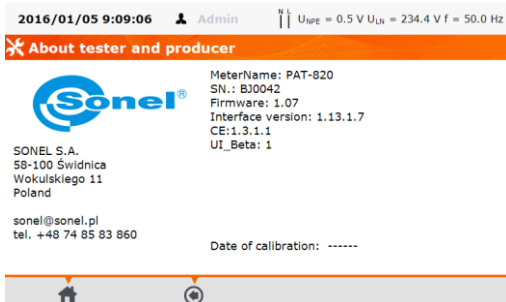 2016/01/05 9:09:06 Admin N L UNPE = 0.5 V ULN = 234.4 V f = 50.0 Hz
About tester and producer
Sonel®
MeterName: PAT-820
SN.: BJ0042
Firmware: 1.07
Interface version: 1.13.1.7
CE:1.3.1.1
UI_Beta: 1
SONEL S.A.
58-100 Świdnica
Wokulskiego 11
Poland
sonel@sonel.pl
tel. +48 74 85 83 860
Date of calibration: ------